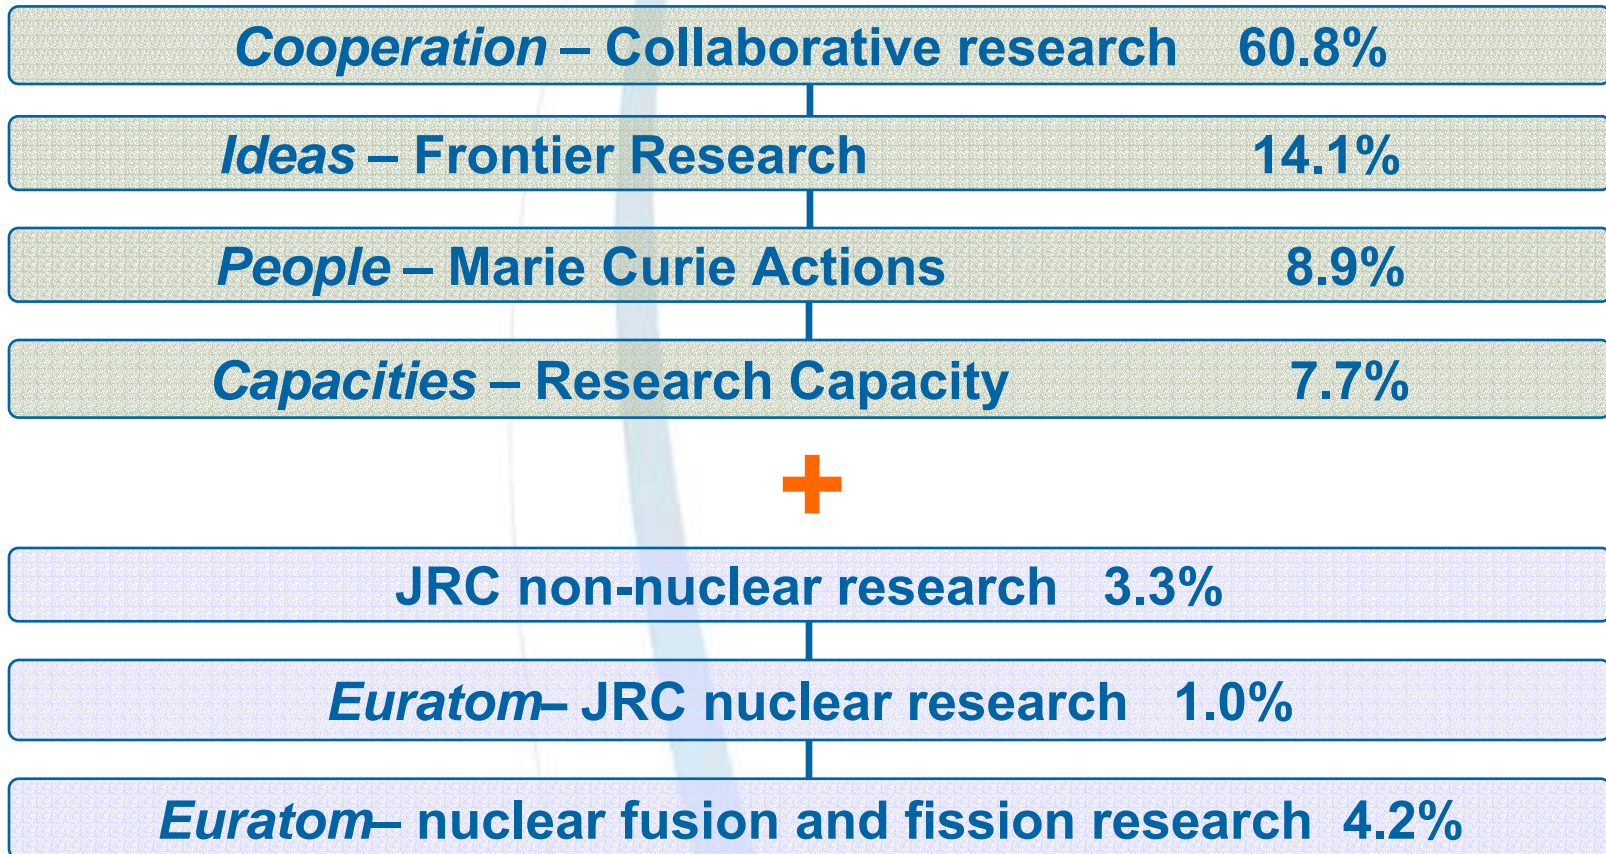 Cooperation – Collaborative research 60.8%
Ideas – Frontier Research 14.1%
People – Marie Curie Actions 8.9%
Capacities – Research Capacity 7.7%
+
JRC non-nuclear research 3.3%
Euratom– JRC nuclear research 1.0%
Euratom– nuclear fusion and fission research 4.2%